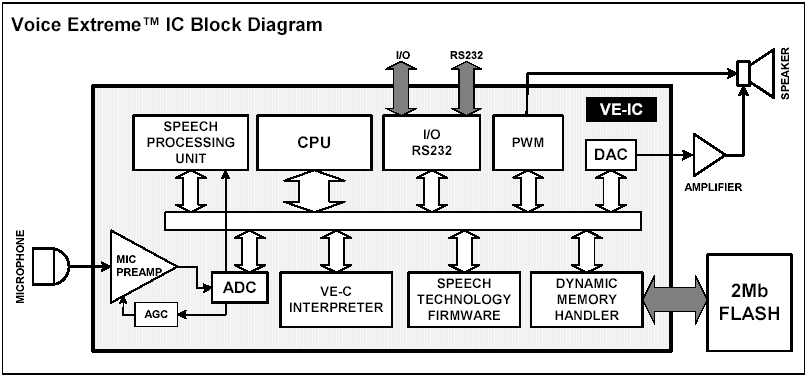 Voice Extreme™ IC Block Diagram
I/O
RS232
SPEAKER
VE-IC
SPEECH
PROCESSING
UNIT
CPU
I/O
RS232
PWM
DAC
AMPLIFIER
MICROPHONE
MIC
PREAMP
ADC
AGC
VE-C
INTERPRETER
SPEECH
TECHNOLOGY
FIRMWARE
DYNAMIC
MEMORY
HANDLER
2Mb
FLASH